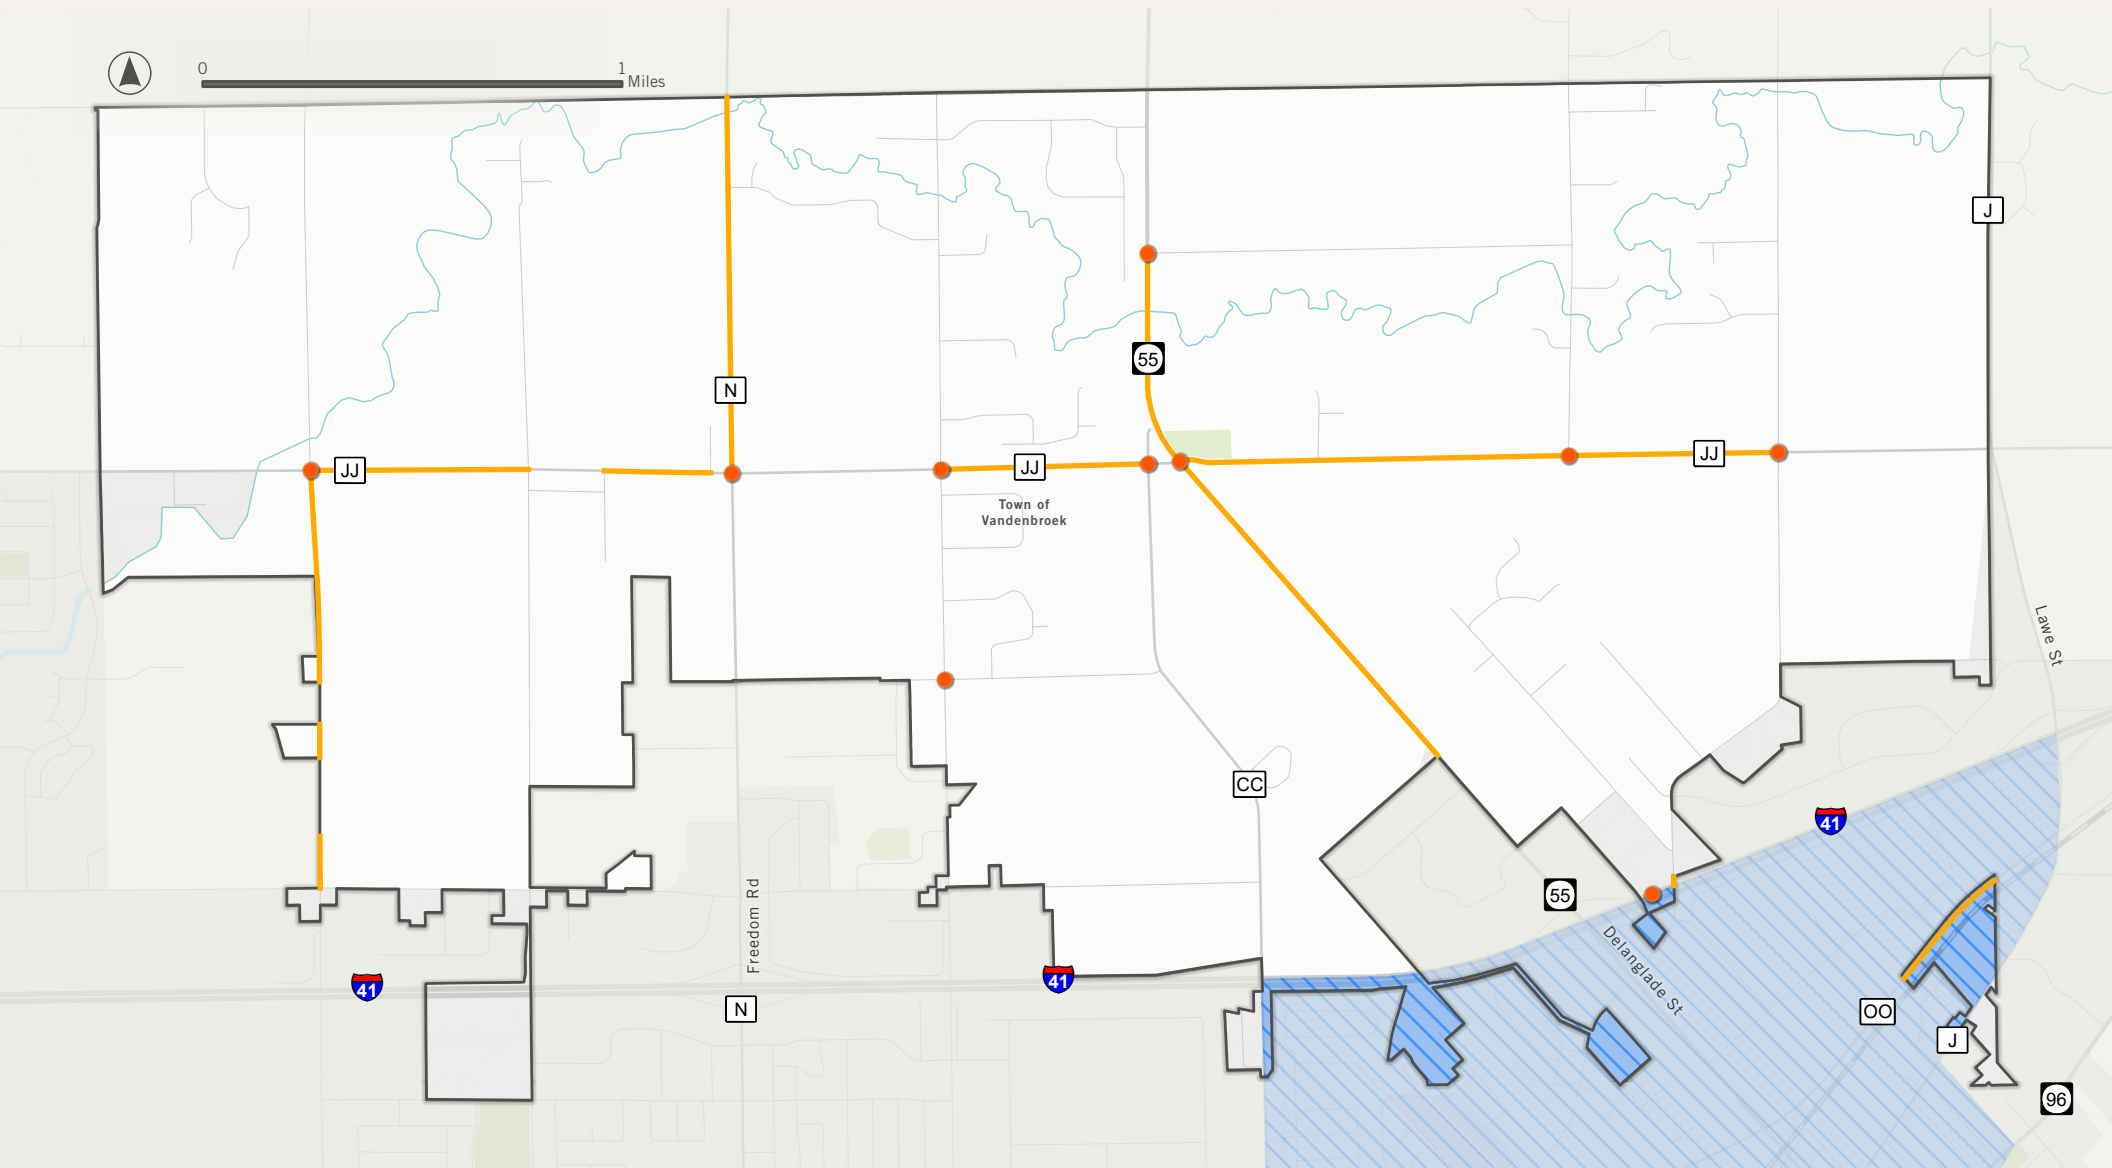 0
1
Miles
J
55
N
JJ
JJ
JJ
Town of
Vandenbroek
Lawe St
CC
41
55
Freedom Rd
Delanglade St
41
41
N
OO
J
96